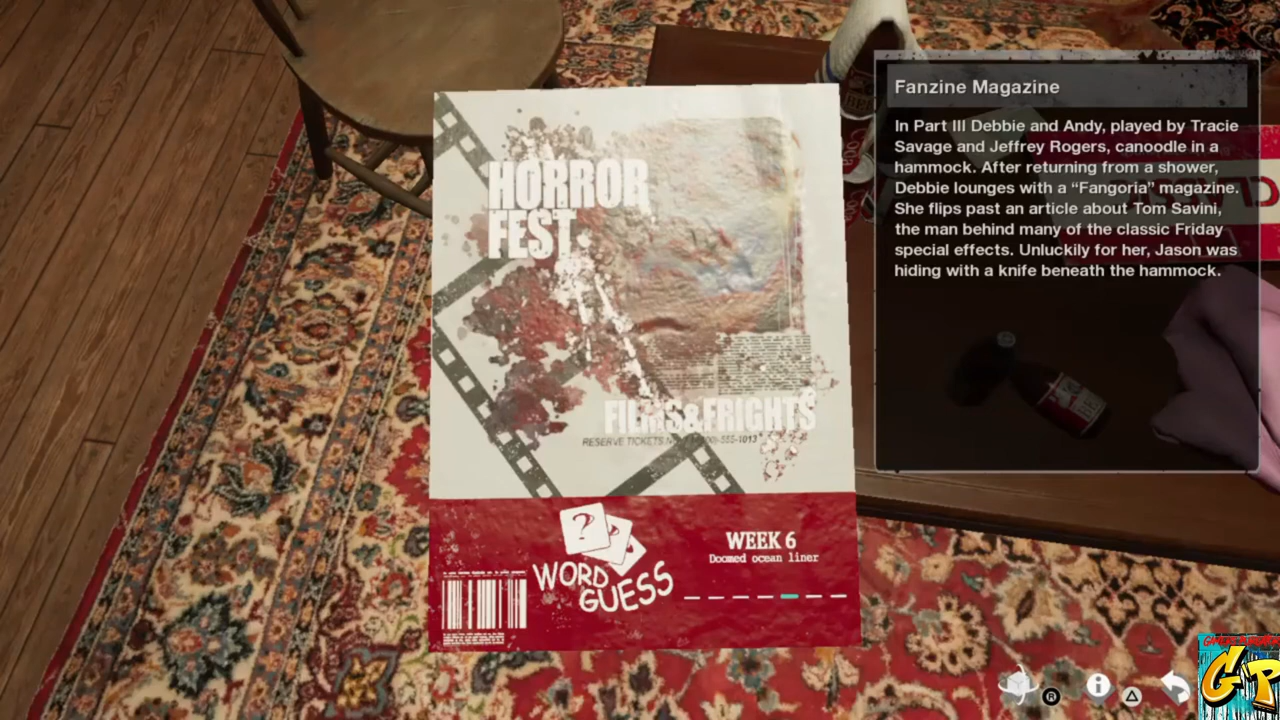 HORROR
FEST
FILMS&FRIGHTS
WORD
GUESS
WEEK 6
Doomed ocean liner
Fanzine Magazine
In Part III Debbie and Andy, played by Tracie
Savage and Jeffrey Rogers, canoodle in a
hammock. After returning from a shower,
Debbie lounges with a “Fangoria” magazine.
She flips past an article about Tom Savini,
the man behind many of the classic Friday
special effects. Unluckily for her, Jason was
hiding with a knife beneath the hammock.
RESERVE TICKETS
555-1013
R
GP